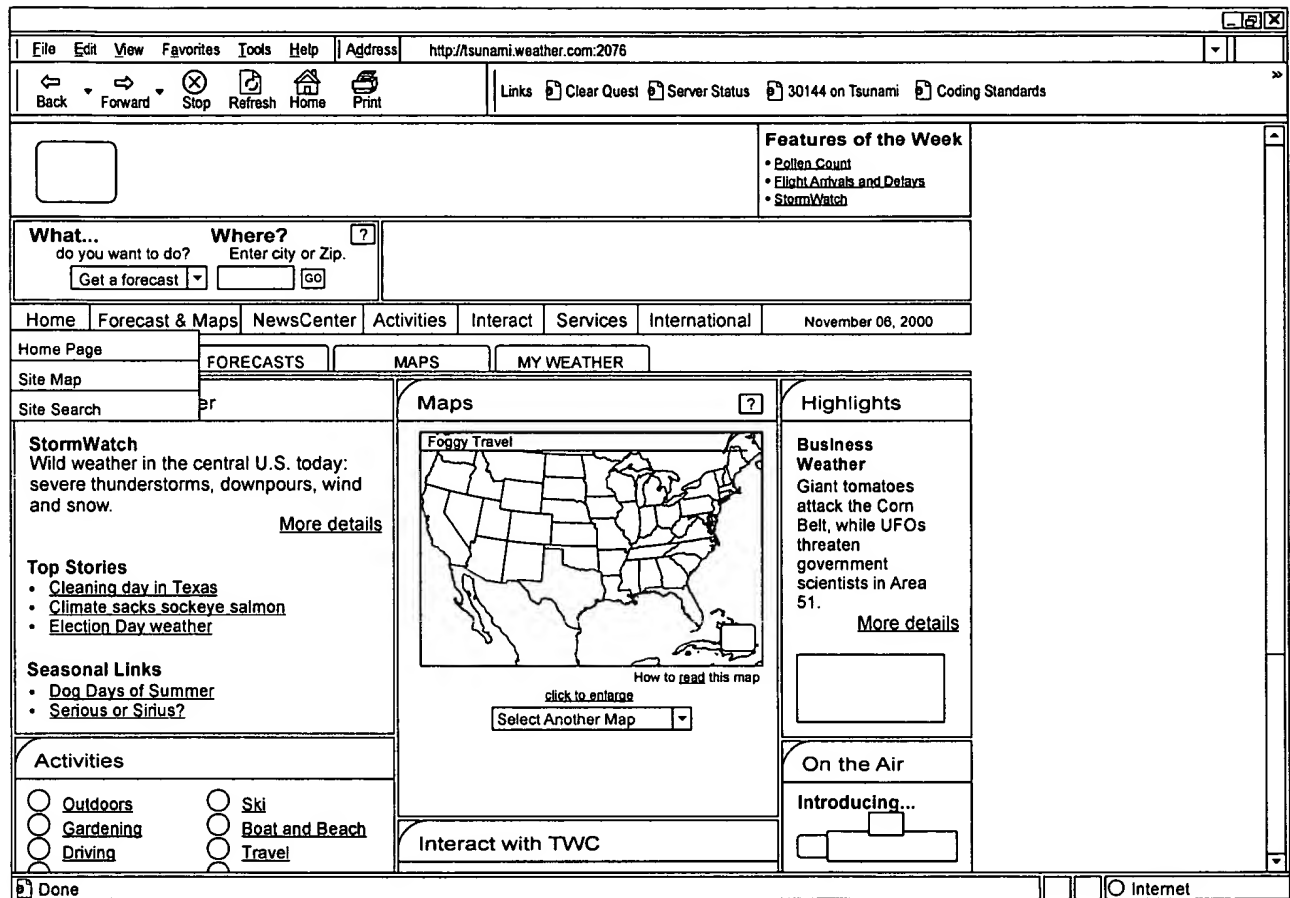 File Edit View Favorites Tools Help Address http://tsunami.weather.com:2076
Back Forward Stop Refresh Home Print Links Clear Quest Server Status 30144 on Tsunami Coding Standards »
Features of the Week
• Pollen Count
• Flight Arrivals and Delays
• StormWatch
What... Where? ?
do you want to do? Enter city or Zip.
Get a forecast GO
Home Forecast & Maps NewsCenter Activities Interact Services International November 06, 2000
Home Page
Site Map
Site Search
FORECASTS MAPS MY WEATHER
er
StormWatch
Wild weather in the central U.S. today:
severe thunderstorms, downpours, wind
and snow.
More details
Top Stories
• Cleaning day in Texas
• Climate sacks sockeye salmon
• Election Day weather
Seasonal Links
• Dog Days of Summer
• Serious or Sirius?
Activities
Outdoors Ski
Gardening Boat and Beach
Driving Travel
Maps ?
Foggy Travel
How to read this map
click to enlarge
Select Another Map
Interact with TWC
Highlights
Business
Weather
Giant tomatoes
attack the Corn
Belt, while UFOs
threaten
government
scientists in Area
51.
More details
On the Air
Introducing...
Done Internet